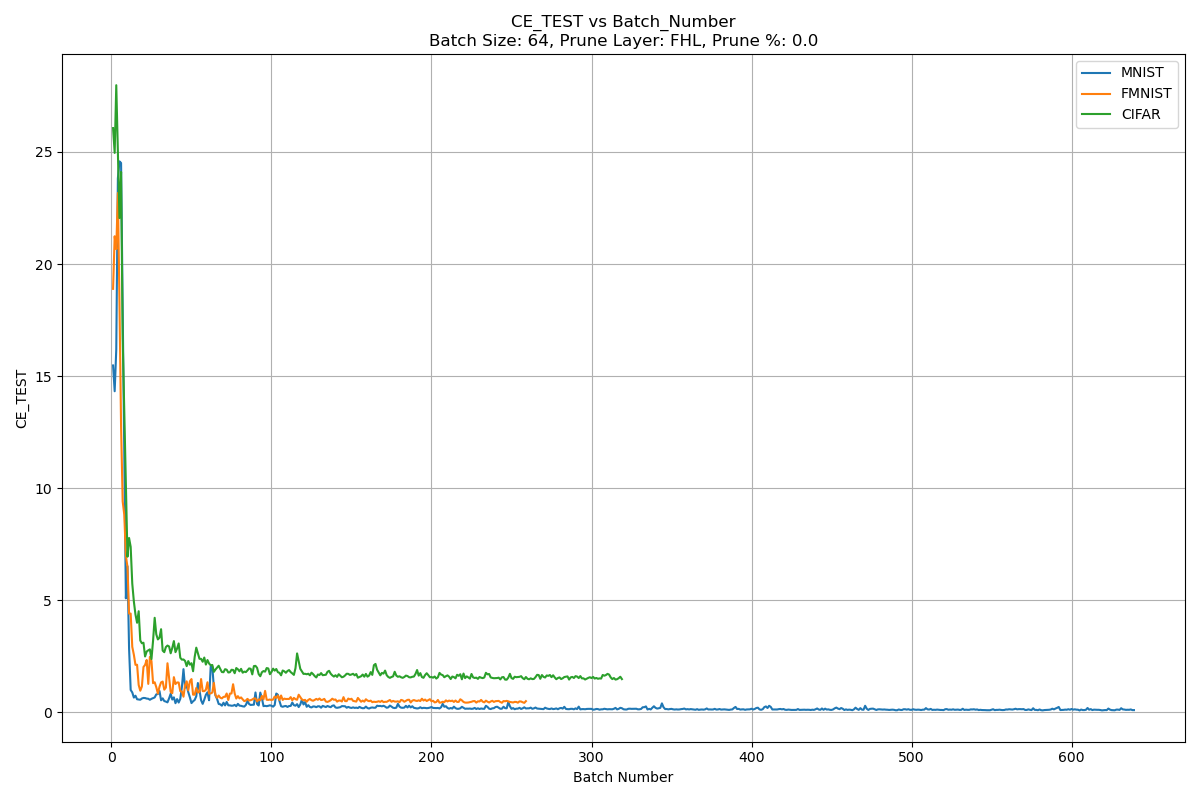 CE_TEST vs Batch_Number
Batch Size: 64, Prune Layer: FHL, Prune %: 0.0
MNIST
FMNIST
CIFAR
25
20
15
10
5
0
CE_TEST
0 100 200 300 400 500 600
Batch Number